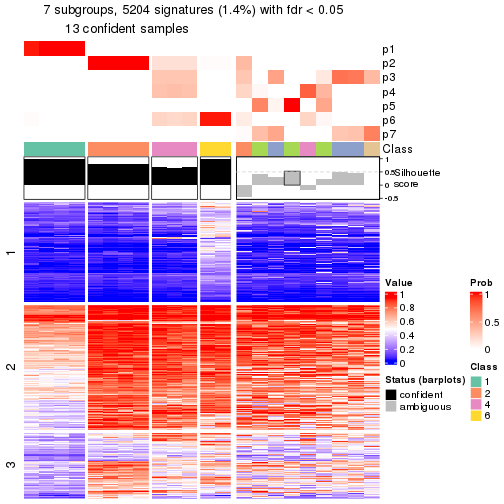 7 subgroups, 5204 signatures (1.4%) with fdr < 0.05
13 confident samples
p1
p2
p3
p4
p5
p6
p7
Class
1
0.5
0
-0.5
Silhouette
score
1
2
3
Value
1
0.8
0.6
0.4
0.2
0
Prob
1
0.5
0
Status (barplots)
confident
ambiguous
Class
1
2
4
6